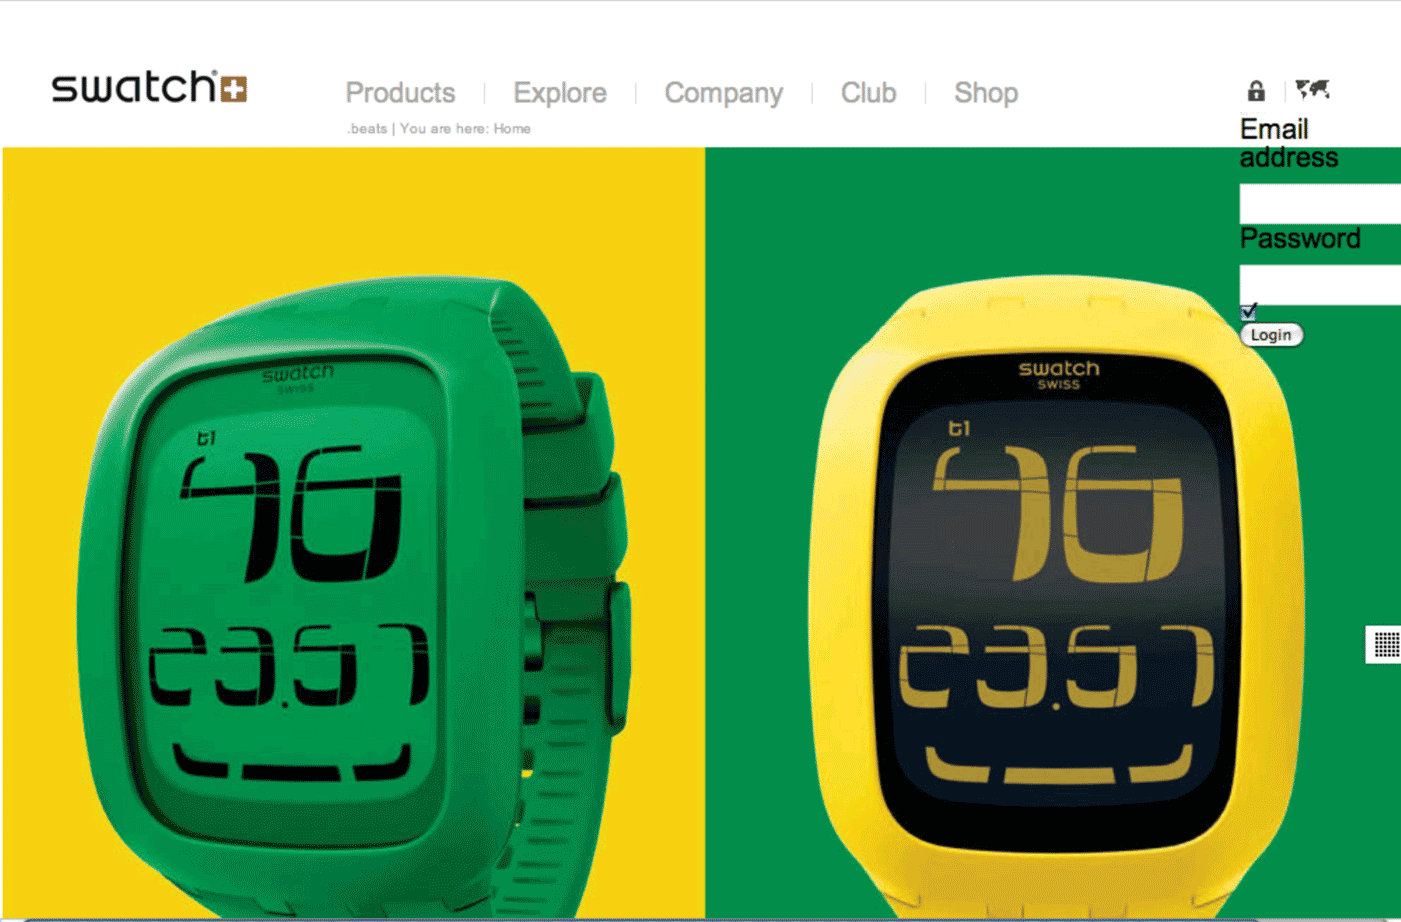 swatch®
Products | Explore | Company | Club | Shop
.beats | You are here: Home
Email
address
Password
Login
swatch
SWISS
t1
46
23.57
swatch
SWISS
t1
46
23.57